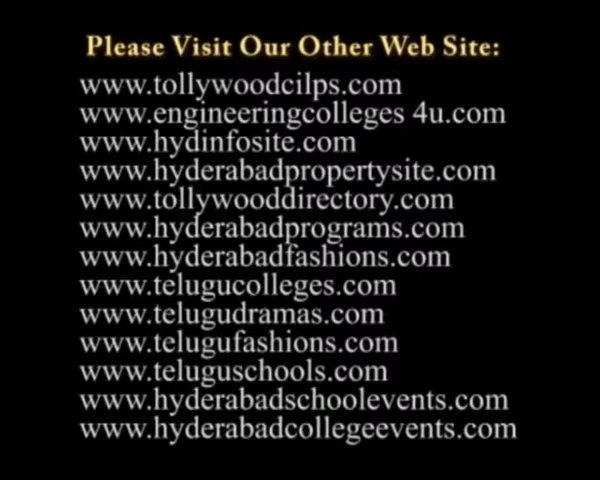 Please Visit Our Other Web Site:
www.tollywoodcilps.com
www.engineeringcolleges 4u.com
www.hydinfosite.com
www.hyderabadpropertysite.com
www.tollywooddirectory.com
www.hyderabadprograms.com
www.hyderabadfashions.com
www.telugucolleges.com
www.telugudramas.com
www.telugufashions.com
www.teluguschools.com
www.hyderabadschoolevents.com
www.hyderabadcollegeevents.com